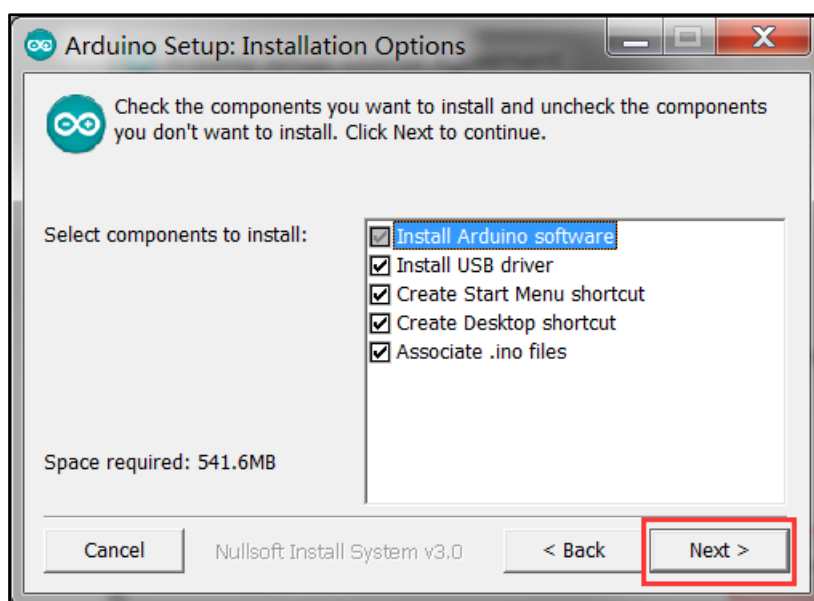 Arduino Setup: Installation Options
Check the components you want to install and uncheck the components
you don't want to install. Click Next to continue.
Select components to install:
Install Arduino software
Install USB driver
Create Start Menu shortcut
Create Desktop shortcut
Associate .ino files
Space required: 541.6MB
Cancel
Nullsoft Install System v3.0
< Back
Next >